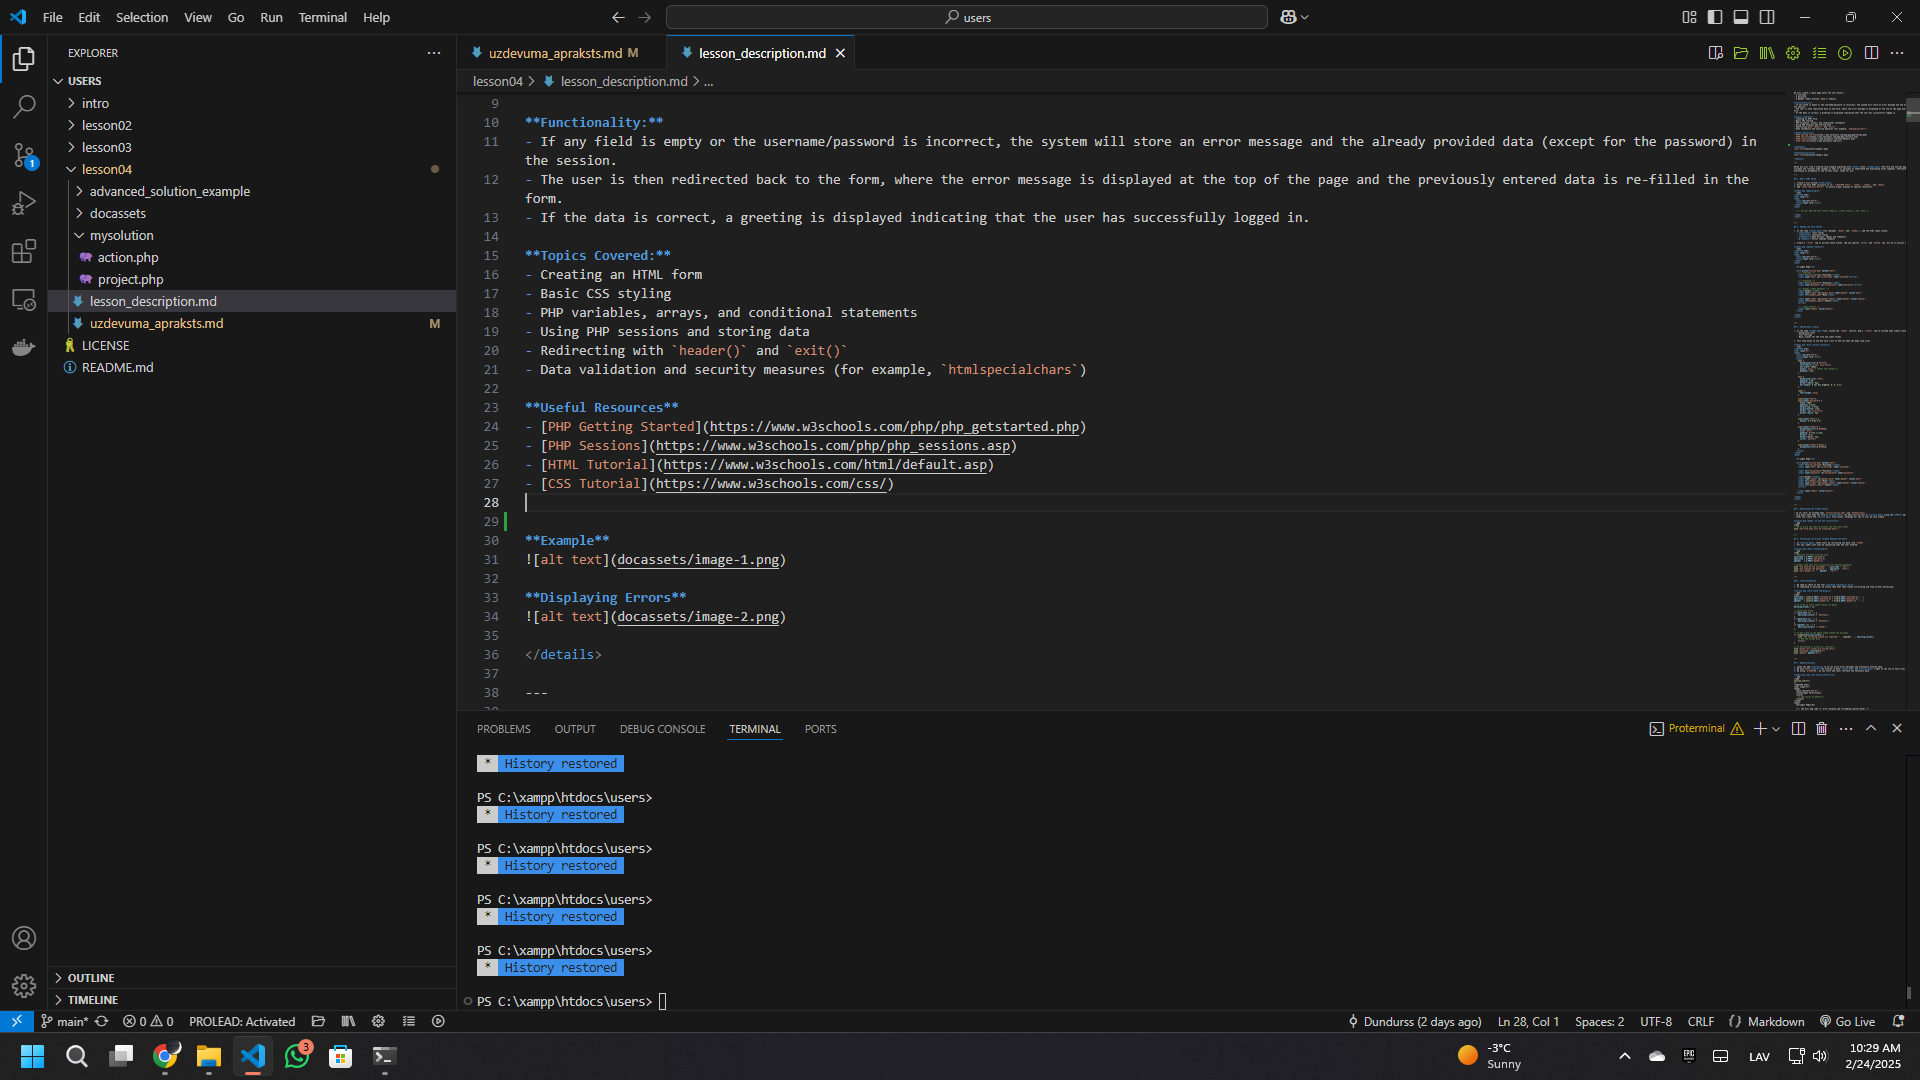 File Edit Selection View Go Run Terminal Help
users
EXPLORER
USERS
intro
lesson02
lesson03
lesson04
advanced_solution_example
docassets
mysolution
action.php
project.php
lesson_description.md
uzdevuma_apraksts.md M
LICENSE
README.md
OUTLINE
TIMELINE
1
uzdevuma_apraksts.md M
lesson_description.md
lesson04 > lesson_description.md > ...
9
10 **Functionality:**
11 - If any field is empty or the username/password is incorrect, the system will store an error message and the already provided data (except for the password) in
the session.
12 - The user is then redirected back to the form, where the error message is displayed at the top of the page and the previously entered data is re-filled in the
form.
13 - If the data is correct, a greeting is displayed indicating that the user has successfully logged in.
14
15 **Topics Covered:**
16 - Creating an HTML form
17 - Basic CSS styling
18 - PHP variables, arrays, and conditional statements
19 - Using PHP sessions and storing data
20 - Redirecting with `header()` and `exit()`
21 - Data validation and security measures (for example, `htmlspecialchars`)
22
23 **Useful Resources**
24 - [PHP Getting Started](https://www.w3schools.com/php/php_getstarted.php)
25 - [PHP Sessions](https://www.w3schools.com/php/php_sessions.asp)
26 - [HTML Tutorial](https://www.w3schools.com/html/default.asp)
27 - [CSS Tutorial](https://www.w3schools.com/css/)
28
29
30 **Example**
31 ![alt text](docassets/image-1.png)
32
33 **Displaying Errors**
34 ![alt text](docassets/image-2.png)
35
36 </details>
37
38 ---
PROBLEMS OUTPUT DEBUG CONSOLE TERMINAL PORTS
Proterminal
* History restored
PS C:\xampp\htdocs\users>
* History restored
PS C:\xampp\htdocs\users>
* History restored
PS C:\xampp\htdocs\users>
* History restored
PS C:\xampp\htdocs\users>
* History restored
PS C:\xampp\htdocs\users>
main* 0 0 PROLEAD: Activated
Dundurss (2 days ago) Ln 28, Col 1 Spaces: 2 UTF-8 CRLF Markdown Go Live
3
-3°C
Sunny
LAV
10:29 AM
2/24/2025